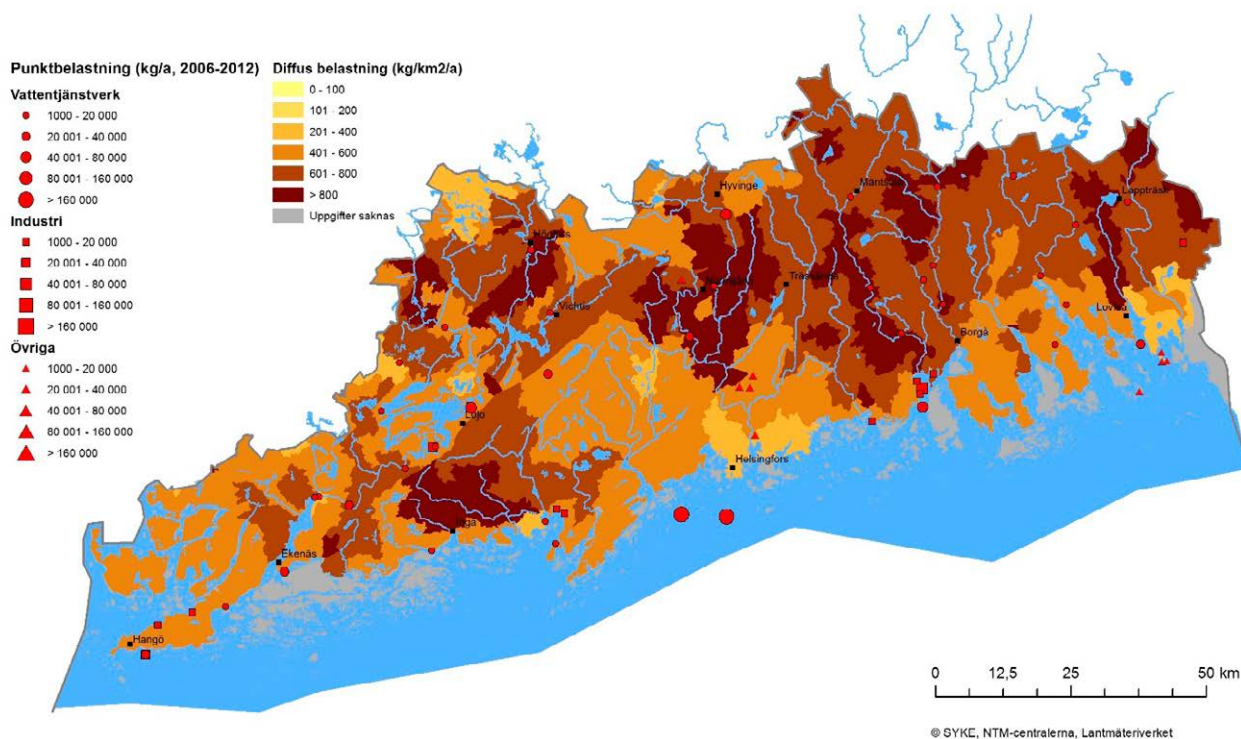 Punktbelastning (kg/a, 2006-2012)
Vattentjänstverk
1000 - 20 000
20 001 - 40 000
40 001 - 80 000
80 001 - 160 000
> 160 000
Industri
1000 - 20 000
20 001 - 40 000
40 001 - 80 000
80 001 - 160 000
> 160 000
Övriga
1000 - 20 000
20 001 - 40 000
40 001 - 80 000
80 001 - 160 000
> 160 000
Diffus belastning (kg/km2/a)
0 - 100
101 - 200
201 - 400
401 - 600
601 - 800
> 800
Uppgifter saknas
Hyvinge
Mäntsälä
Lappträsk
Högfors
Träskända
Vichtis
Lovisa
Borgå
Lojo
Helsingfors
Ingå
Ekenäs
Hangö
0 12,5 25 50 km
© SYKE, NTM-centralerna, Lantmäteriverket